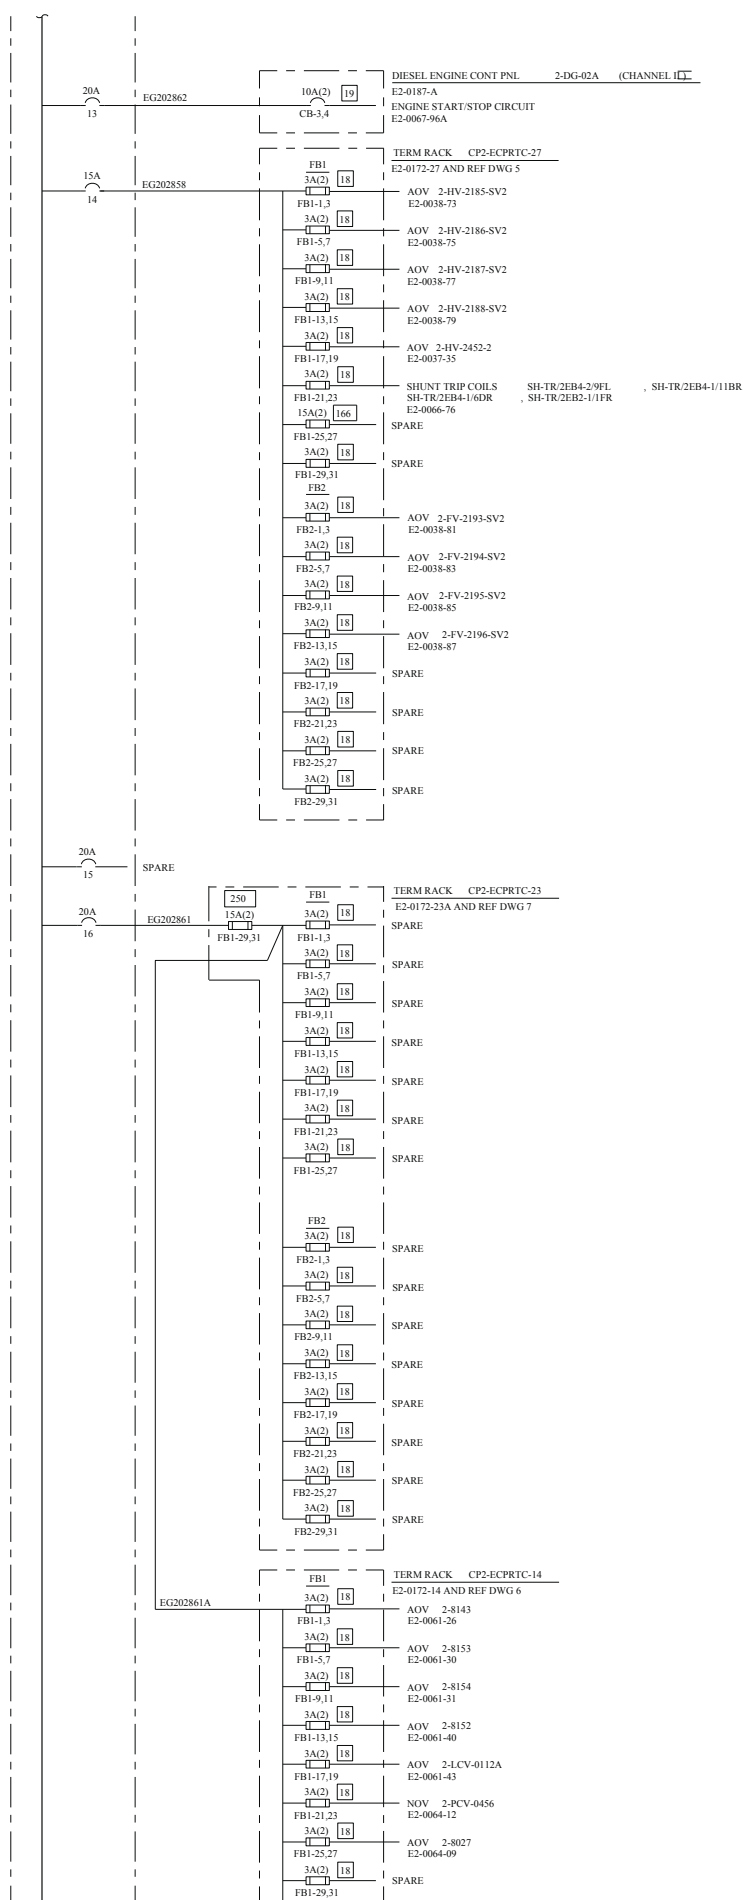 DIESEL ENGINE CONT PNL 2-DG-02A (CHANNEL II)
20A EG202862 10A(2) 19 E2-0187-A
13 CB-3,4 ENGINE START/STOP CIRCUIT
E2-0067-96A
TERM RACK CP2-ECPRTC-27
E2-0172-27 AND REF DWG 5
FB1
15A EG202858 3A(2) 18 AOV 2-HV-2185-SV2
14 FB1-1,3 E2-0038-73
3A(2) 18 AOV 2-HV-2186-SV2
FB1-5,7 E2-0038-75
3A(2) 18 AOV 2-HV-2187-SV2
FB1-9,11 E2-0038-77
3A(2) 18 AOV 2-HV-2188-SV2
FB1-13,15 E2-0038-79
3A(2) 18 AOV 2-HV-2452-2
FB1-17,19 E2-0037-35
3A(2) 18 SHUNT TRIP COILS SH-TR/2EB4-2/9FL , SH-TR/2EB4-1/11BR
FB1-21,23 SH-TR/2EB4-1/6DR , SH-TR/2EB2-1/1FR
E2-0066-76
15A(2) 166 SPARE
FB1-25,27
3A(2) 18 SPARE
FB1-29,31
FB2
3A(2) 18 AOV 2-FV-2193-SV2
FB2-1,3 E2-0038-81
3A(2) 18 AOV 2-FV-2194-SV2
FB2-5,7 E2-0038-83
3A(2) 18 AOV 2-FV-2195-SV2
FB2-9,11 E2-0038-85
3A(2) 18 AOV 2-FV-2196-SV2
FB2-13,15 E2-0038-87
3A(2) 18 SPARE
FB2-17,19
3A(2) 18 SPARE
FB2-21,23
3A(2) 18 SPARE
FB2-25,27
3A(2) 18 SPARE
FB2-29,31
20A SPARE
15
TERM RACK CP2-ECPRTC-23
E2-0172-23A AND REF DWG 7
250 FB1
20A EG202861 15A(2) 3A(2) 18 SPARE
16 FB1-29,31 FB1-1,3
3A(2) 18 SPARE
FB1-5,7
3A(2) 18 SPARE
FB1-9,11
3A(2) 18 SPARE
FB1-13,15
3A(2) 18 SPARE
FB1-17,19
3A(2) 18 SPARE
FB1-21,23
3A(2) 18 SPARE
FB1-25,27
FB2
3A(2) 18 SPARE
FB2-1,3
3A(2) 18 SPARE
FB2-5,7
3A(2) 18 SPARE
FB2-9,11
3A(2) 18 SPARE
FB2-13,15
3A(2) 18 SPARE
FB2-17,19
3A(2) 18 SPARE
FB2-21,23
3A(2) 18 SPARE
FB2-25,27
3A(2) 18 SPARE
FB2-29,31
TERM RACK CP2-ECPRTC-14
E2-0172-14 AND REF DWG 6
FB1
EG202861A 3A(2) 18 AOV 2-8143
FB1-1,3 E2-0061-26
3A(2) 18 AOV 2-8153
FB1-5,7 E2-0061-30
3A(2) 18 AOV 2-8154
FB1-9,11 E2-0061-31
3A(2) 18 AOV 2-8152
FB1-13,15 E2-0061-40
3A(2) 18 AOV 2-LCV-0112A
FB1-17,19 E2-0061-43
3A(2) 18 NOV 2-PCV-0456
FB1-21,23 E2-0064-12
3A(2) 18 AOV 2-8027
FB1-25,27 E2-0064-09
3A(2) 18 SPARE
FB1-29,31